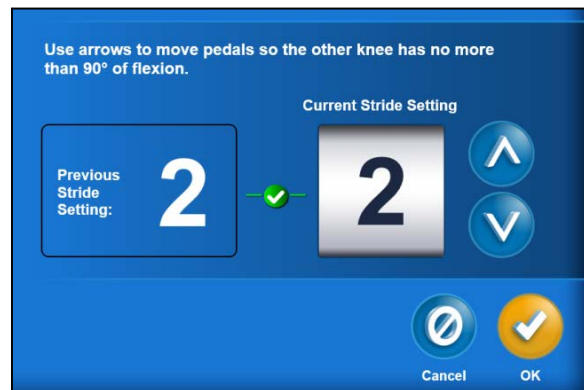 Use arrows to move pedals so the other knee has no more
than 90° of flexion.
Current Stride Setting
Previous
Stride
Setting:
2
2
Cancel
OK